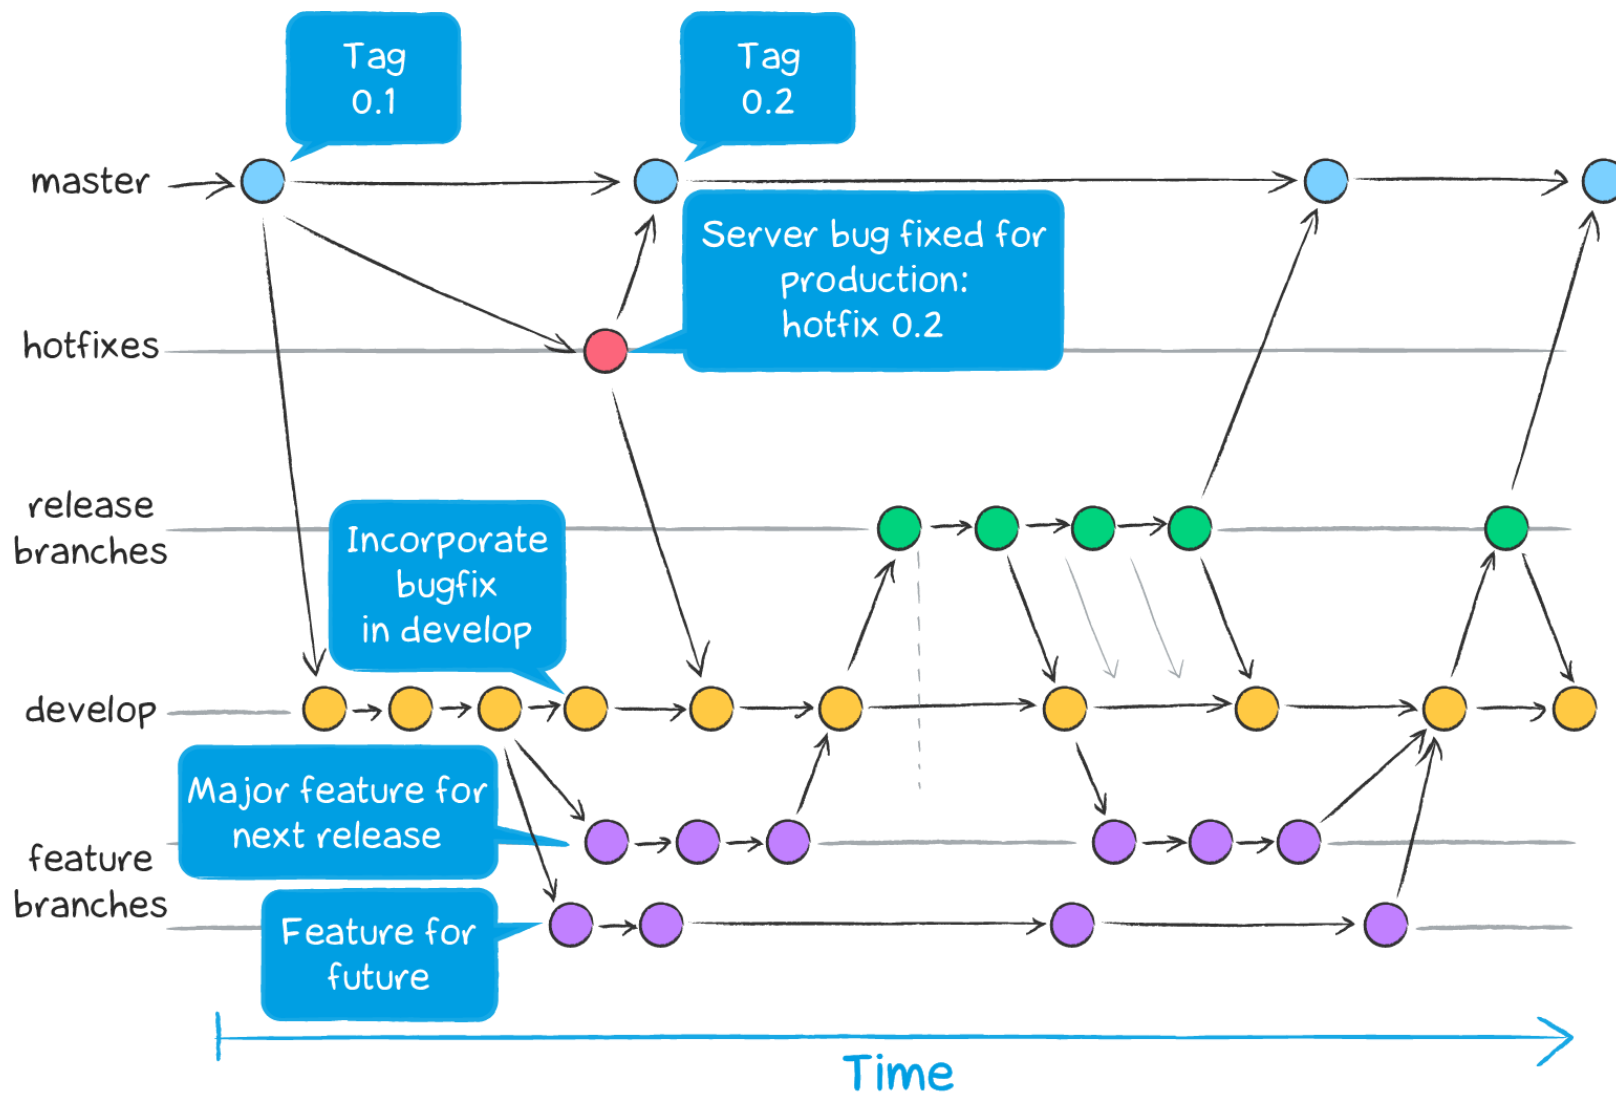 Tag
0.1
Tag
0.2
master
Server bug fixed for
production:
hotfix 0.2
hotfixes
release
branches
Incorporate
bugfix
in develop
develop
Major feature for
next release
feature
branches
Feature for
future
Time